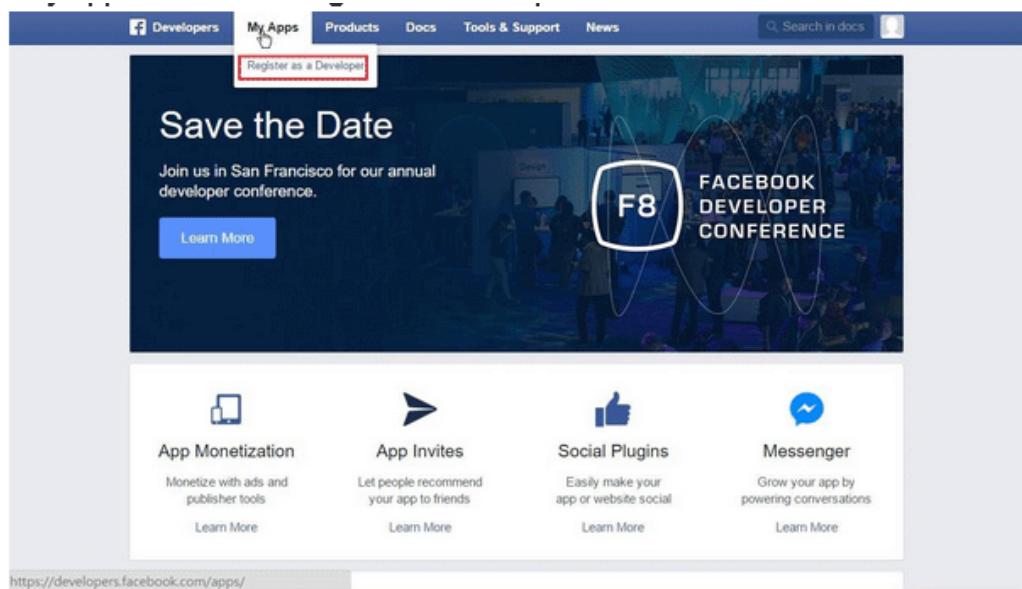 Developers My Apps Products Docs Tools & Support News Search in docs
Register as a Developer
Save the Date
Join us in San Francisco for our annual
developer conference.
Learn More
Design
F8
FACEBOOK
DEVELOPER
CONFERENCE
App Monetization App Invites Social Plugins Messenger
Monetize with ads and Let people recommend Easily make your Grow your app by
publisher tools your app to friends app or website social powering conversations
Learn More Learn More Learn More Learn More
https://developers.facebook.com/apps/